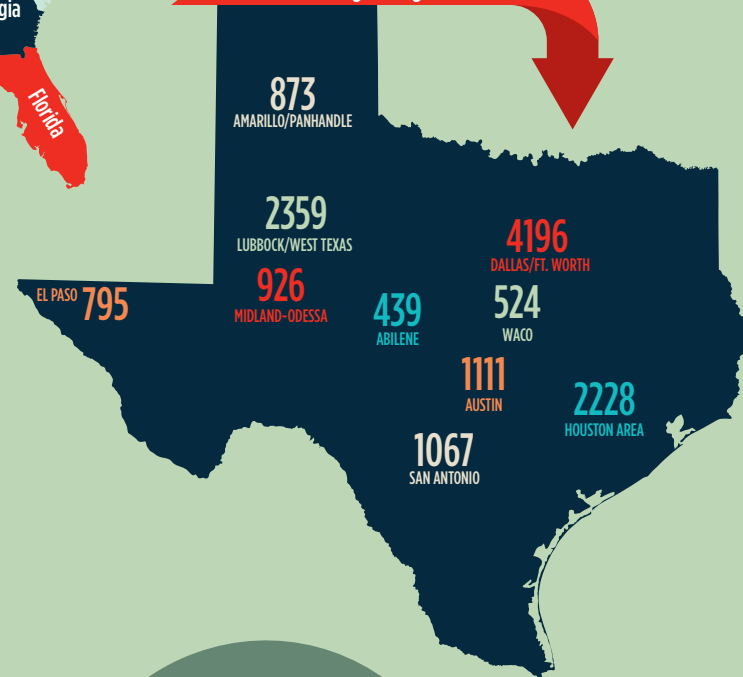 gia
Florida
873
AMARILLO/PANHANDLE
2359
LUBBOCK/WEST TEXAS
4196
DALLAS/FT. WORTH
926
MIDLAND-ODESSA
EL PASO 795
439
ABILENE
524
WACO
1111
AUSTIN
2228
HOUSTON AREA
1067
SAN ANTONIO